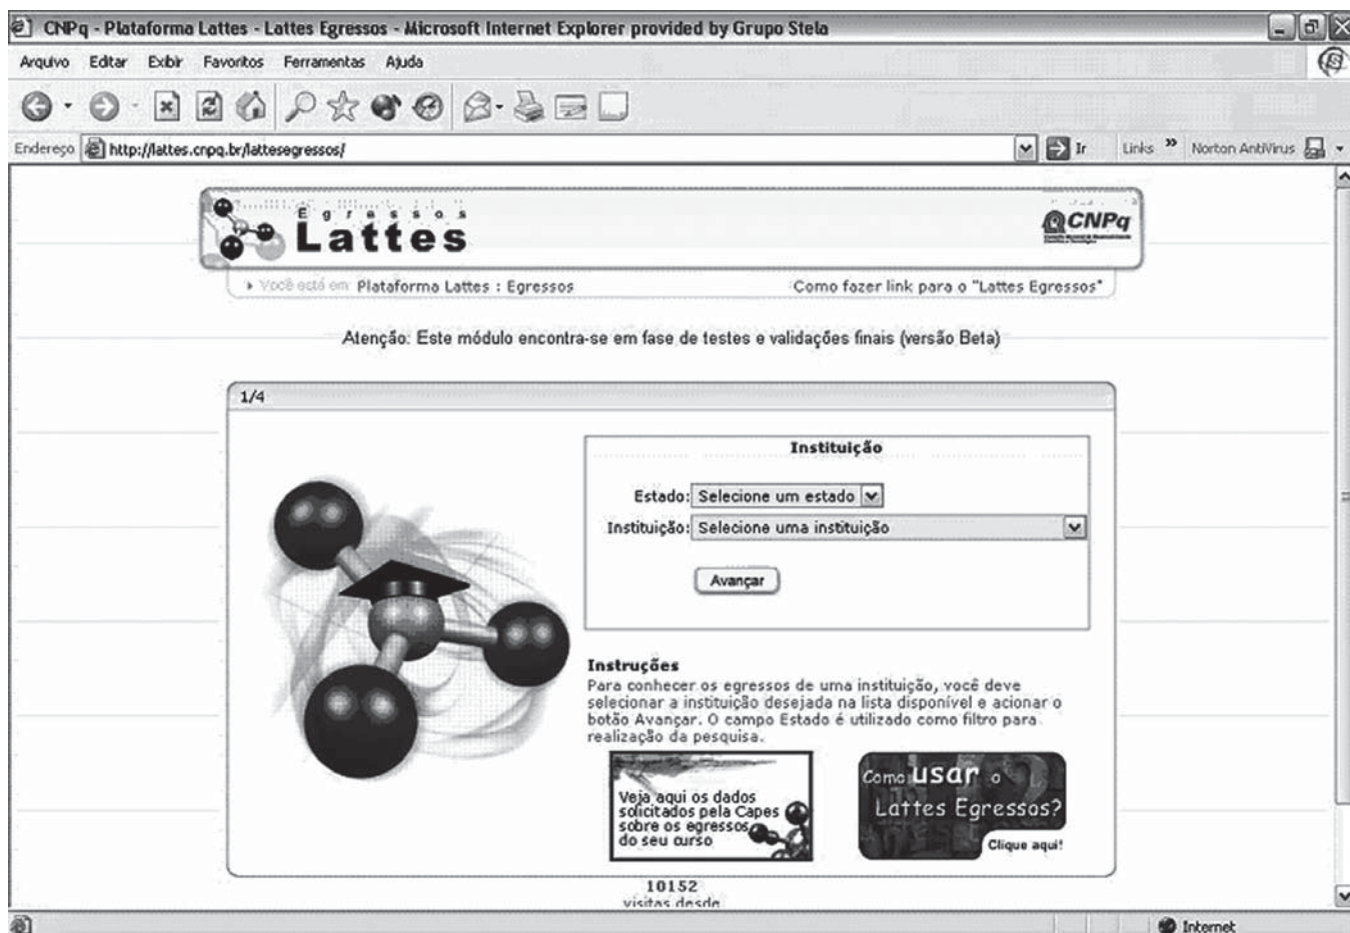 CNPq - Plataforma Lattes - Lattes Egressos - Microsoft Internet Explorer provided by Grupo Stela
Arquivo Editar Exibir Favoritos Ferramentas Ajuda
Endereço http://lattes.cnpq.br/lattesegressos/ Ir Links » Norton AntiVirus
Egressos
Lattes
CNPq
Você está em: Plataforma Lattes : Egressos Como fazer link para o "Lattes Egressos"
Atenção: Este módulo encontra-se em fase de testes e validações finais (versão Beta)
1/4
Instituição
Estado: Selecione um estado
Instituição: Selecione uma instituição
Avançar
Instruções
Para conhecer os egressos de uma instituição, você deve
selecionar a instituição desejada na lista disponível e acionar o
botão Avançar. O campo Estado é utilizado como filtro para
realização da pesquisa.
Veja aqui os dados
solicitados pela Capes
sobre os egressos
do seu curso
Como usar o
Lattes Egressos?
Clique aqui!
10152
visitas desde
Internet